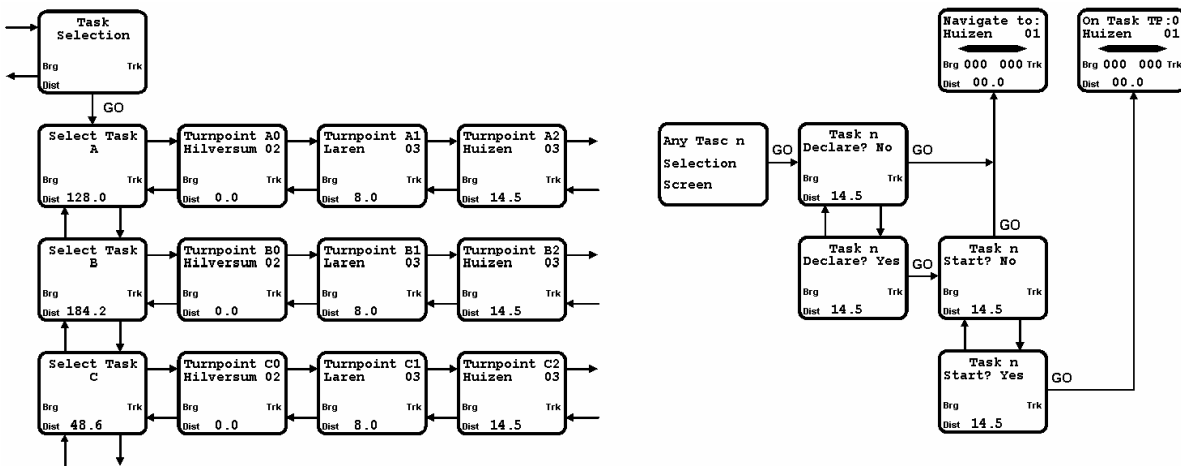 Task
Selection
Brg Trk
Dist
GO
Select Task
A
Brg Trk
Dist 128.0
Turnpoint A0
Hilversum 02
Brg Trk
Dist 0.0
Turnpoint A1
Laren 03
Brg Trk
Dist 8.0
Turnpoint A2
Huizen 03
Brg Trk
Dist 14.5
Select Task
B
Brg Trk
Dist 184.2
Turnpoint B0
Hilversum 02
Brg Trk
Dist 0.0
Turnpoint B1
Laren 03
Brg Trk
Dist 8.0
Turnpoint B2
Huizen 03
Brg Trk
Dist 14.5
Select Task
C
Brg Trk
Dist 48.6
Turnpoint C0
Hilversum 02
Brg Trk
Dist 0.0
Turnpoint C1
Laren 03
Brg Trk
Dist 8.0
Turnpoint C2
Huizen 03
Brg Trk
Dist 14.5
Navigate to:
Huizen 01
Brg 000 000 Trk
Dist 00.0
On Task TP:0
Huizen 01
Brg 000 000 Trk
Dist 00.0
Any Tasc n
Selection
Screen
GO
Task n
Declare? No
Brg Trk
Dist 14.5
GO
Task n
Declare? Yes
Brg Trk
Dist 14.5
GO
GO
Task n
Start? No
Brg Trk
Dist 14.5
Task n
Start? Yes
Brg Trk
Dist 14.5
GO